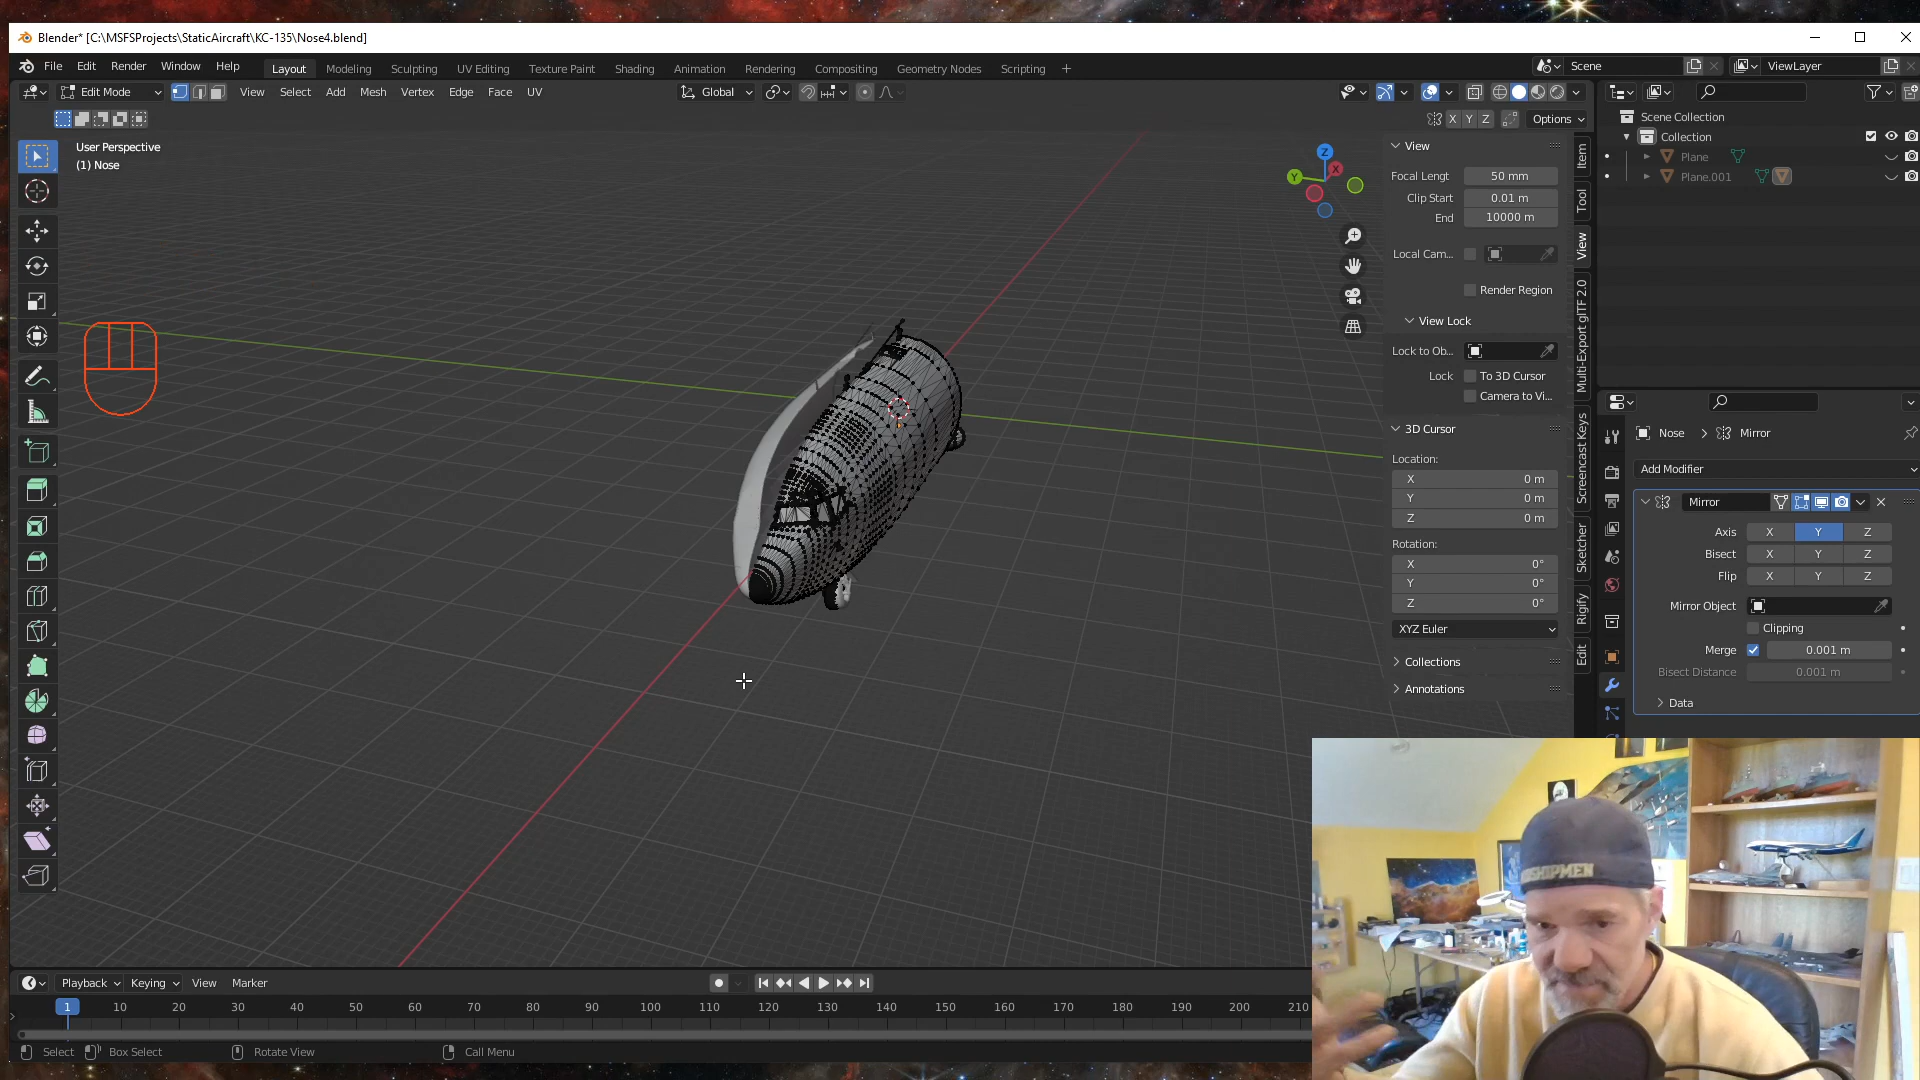 Blender* [C:\MSFSProjects\StaticAircraft\KC-135\Nose4.blend]
File Edit Render Window Help Layout Modeling Sculpting UV Editing Texture Paint Shading Animation Rendering Compositing Geometry Nodes Scripting + Scene ViewLayer
Edit Mode View Select Add Mesh Vertex Edge Face UV Global
X Y Z Options
User Perspective
(1) Nose
Z
X
Y
View
Focal Lengt 50 mm
Clip Start 0.01 m
End 10000 m
Local Cam...
Render Region
View Lock
Lock to Ob...
Lock To 3D Cursor
Camera to Vi...
3D Cursor
Location:
X 0 m
Y 0 m
Z 0 m
Rotation:
X 0°
Y 0°
Z 0°
XYZ Euler
Collections
Annotations
Item
Tool
View
Multi-Export glTF 2.0
Screencast Keys
Sketcher
Rigify
Edit
Scene Collection
Collection
Plane
Plane.001
Nose > Mirror
Add Modifier
Mirror
Axis X Y Z
Bisect X Y Z
Flip X Y Z
Mirror Object
Clipping
Merge 0.001 m
Bisect Distance 0.001 m
Data
SHIPMEN
Playback Keying View Marker
1 10 20 30 40 50 60 70 80 90 100 110 120 130 140 150 160 170 180 190 200 210
Select Box Select Rotate View Call Menu